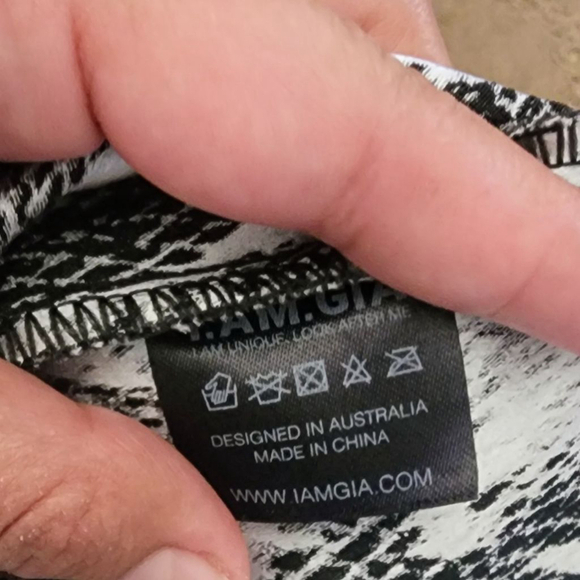 I.AM.GIA
I AM UNIQUE. LOOK AFTER ME
DESIGNED IN AUSTRALIA
MADE IN CHINA
WWW.IAMGIA.COM